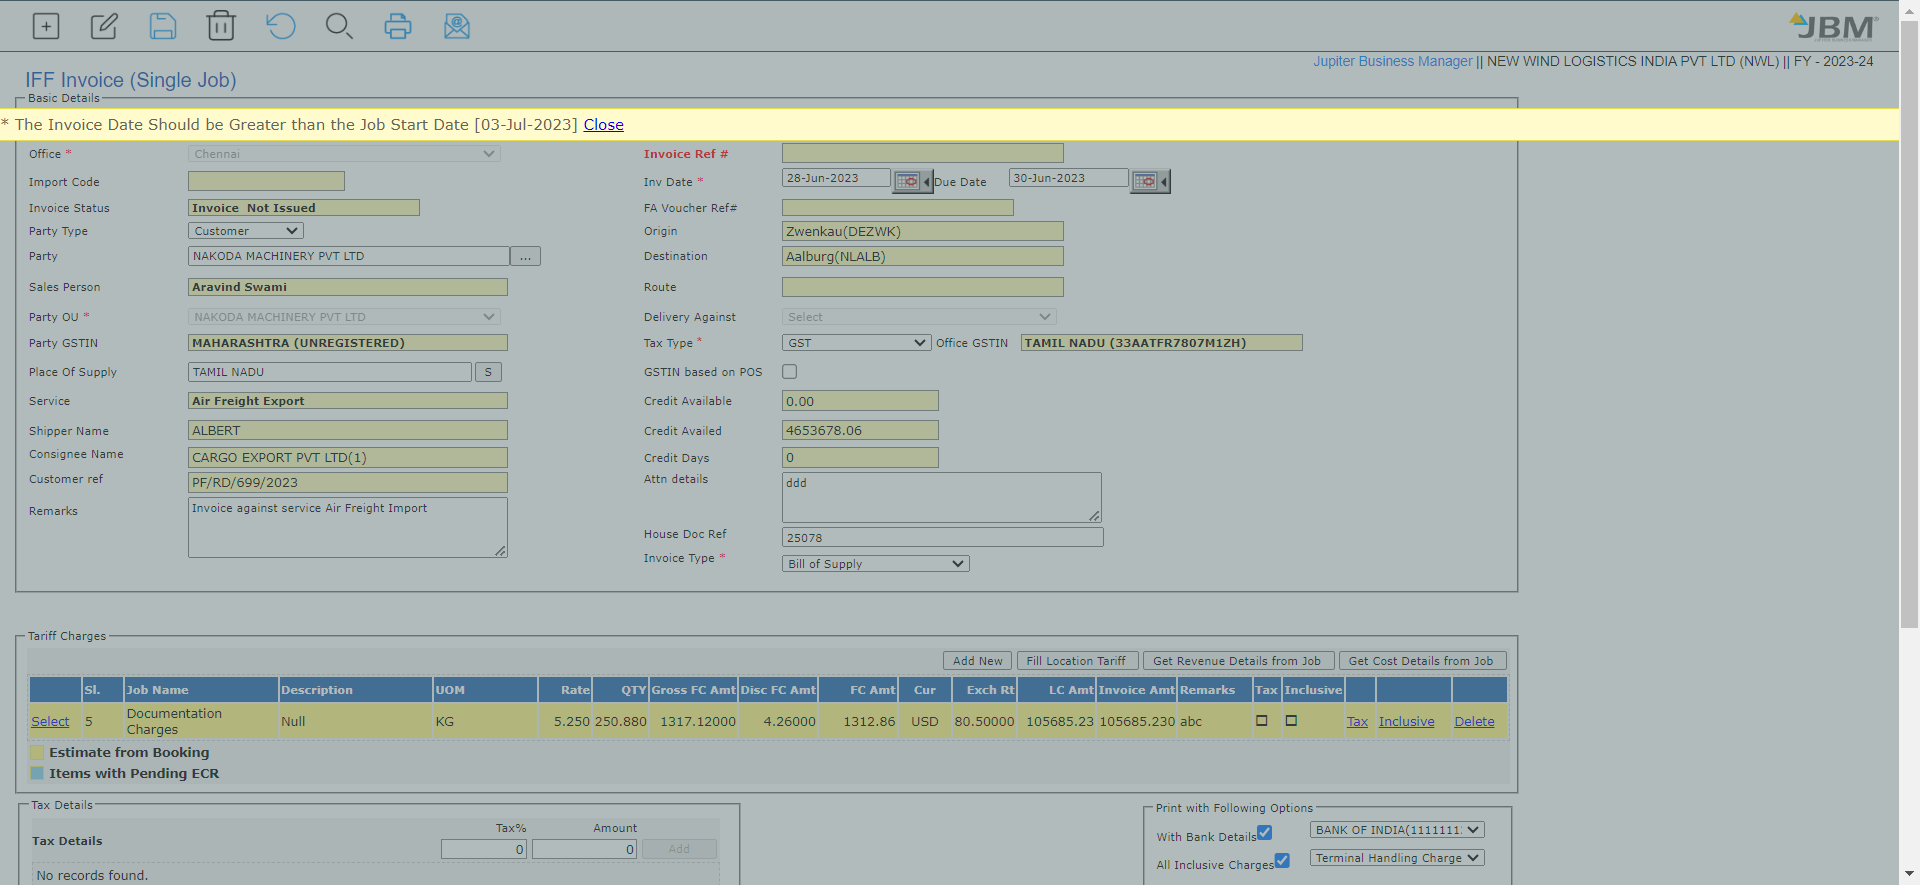 JBM
Jupiter Business Manager || NEW WIND LOGISTICS INDIA PVT LTD (NWL) || FY - 2023-24
IFF Invoice (Single Job)
Basic Details
* The Invoice Date Should be Greater than the Job Start Date [03-Jul-2023] Close
Office * Chennai Invoice Ref #
Import Code Inv Date * 28-Jun-2023 Due Date 30-Jun-2023
Invoice Status Invoice Not Issued FA Voucher Ref#
Party Type Customer Origin Zwenkau(DEZWK)
Party NAKODA MACHINERY PVT LTD ... Destination Aalburg(NLALB)
Sales Person Aravind Swami Route
Party OU * NAKODA MACHINERY PVT LTD Delivery Against Select
Party GSTIN MAHARASHTRA (UNREGISTERED) Tax Type * GST Office GSTIN TAMIL NADU (33AATFR7807M1ZH)
Place Of Supply TAMIL NADU S GSTIN based on POS
Service Air Freight Export Credit Available 0.00
Shipper Name ALBERT Credit Availed 4653678.06
Consignee Name CARGO EXPORT PVT LTD(1) Credit Days 0
Customer ref PF/RD/699/2023 Attn details ddd
Remarks Invoice against service Air Freight Import
House Doc Ref 25078
Invoice Type * Bill of Supply
Tariff Charges
Add New Fill Location Tariff Get Revenue Details from Job Get Cost Details from Job
Sl. Job Name Description UOM Rate QTY Gross FC Amt Disc FC Amt FC Amt Cur Exch Rt LC Amt Invoice Amt Remarks Tax Inclusive
Select 5 Documentation Charges Null KG 5.250 250.880 1317.12000 4.26000 1312.86 USD 80.50000 105685.23 105685.230 abc Tax Inclusive Delete
Estimate from Booking
Items with Pending ECR
Tax Details
Tax% Amount
Tax Details 0 0 Add
No records found.
Print with Following Options
With Bank Details BANK OF INDIA(1111111
All Inclusive Charges Terminal Handling Charge